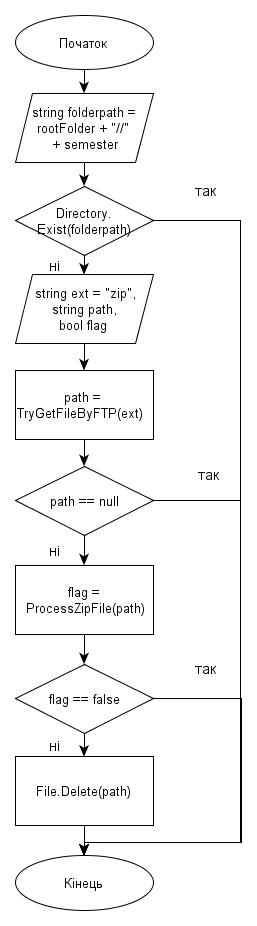 Початок
string folderpath =
rootFolder + "//"
+ semester
так
Directory.
Exist(folderpath)
ні
string ext = "zip",
string path,
bool flag
path =
TryGetFileByFTP(ext)
так
path == null
ні
flag =
ProcessZipFile(path)
так
flag == false
ні
File.Delete(path)
Кінець